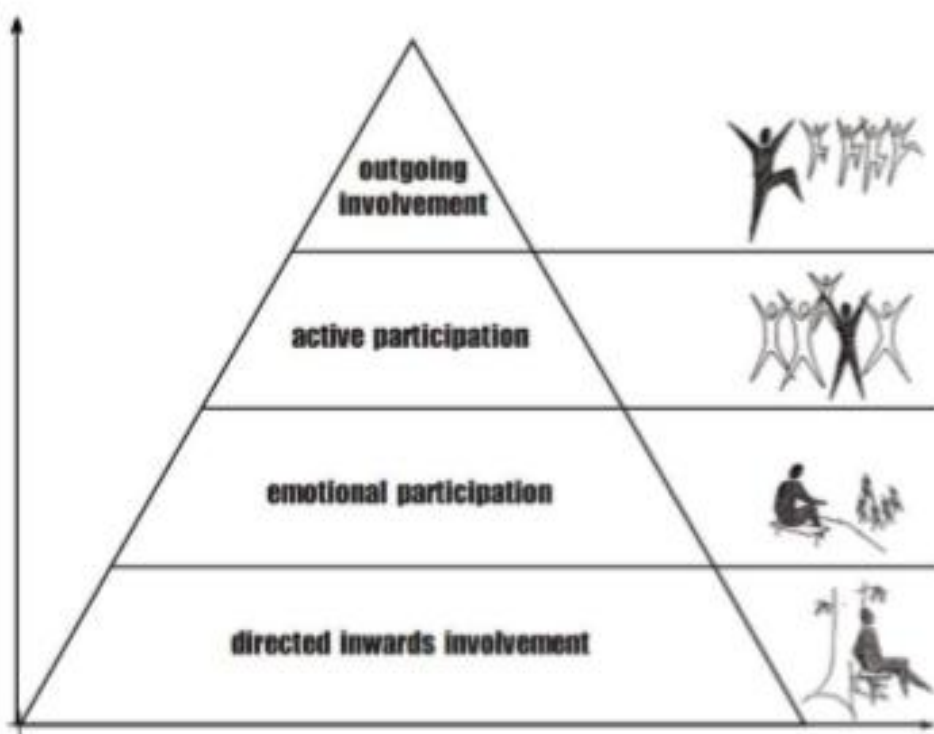 outgoing
involvement
active participation
emotional participation
directed inwards involvement